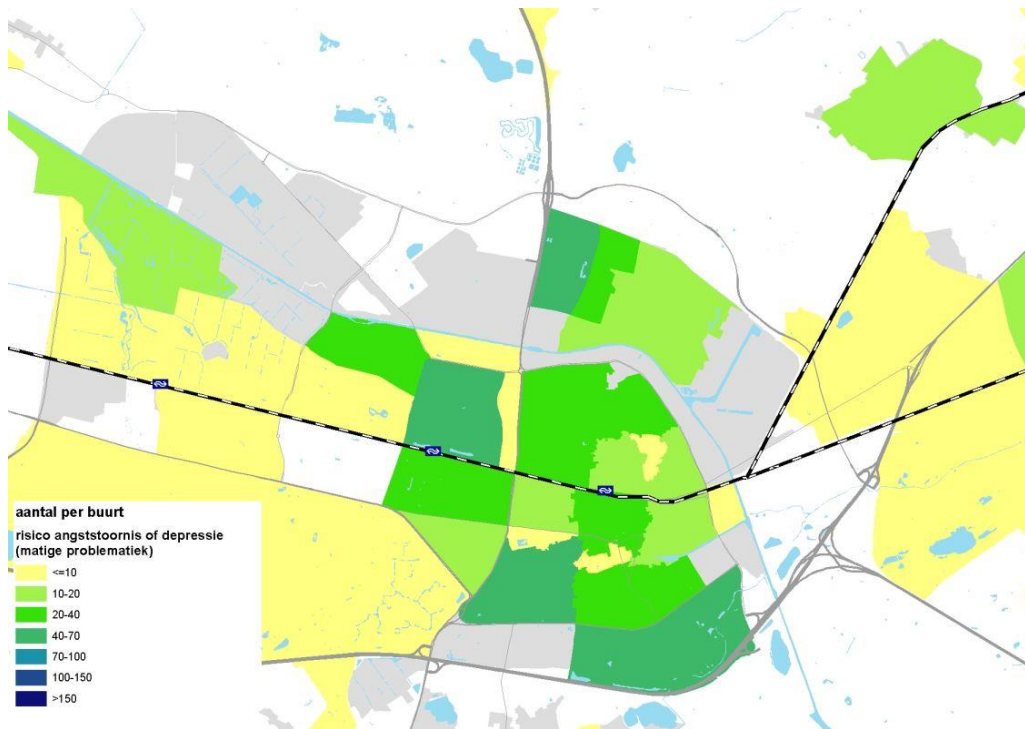 aantal per buurt
risico angststoornis of depressie
(matige problematiek)
<=10
10-20
20-40
40-70
70-100
100-150
>150